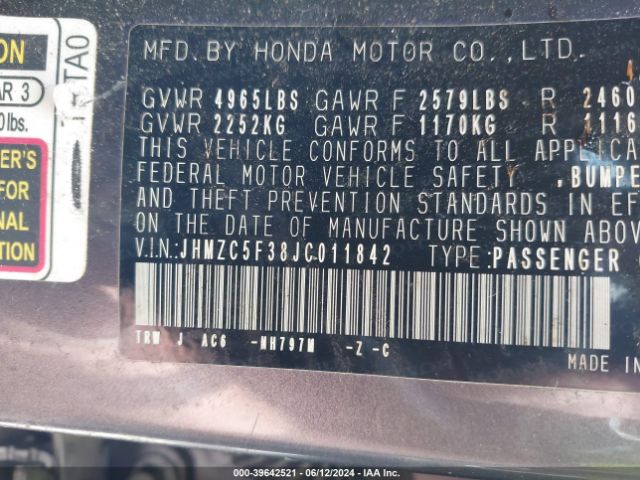 MFD.BY HONDA MOTOR CO.,LTD.
GVWR 4965LBS GAWR F 2579LBS R 2460
GVWR 2252KG GAWR F 1170KG R 1116
THIS VEHICLE CONFORMS TO ALL APPLICA
FEDERAL MOTOR VEHICLE SAFETY ,BUMPE
AND THEFT PREVENTION STANDARDS IN EF
ON THE DATE OF MANUFACTURE SHOWN ABOV
V.I.N:JHMZC5F38JC011842 TYPE:PASSENGER
TRW J AC6 -NH797M -Z -C
MADE IN
ON
AR 3
0lbs.
ER'S
FOR
NAL
TION
TA0
000-39642521 - 06/12/2024 - IAA Inc.